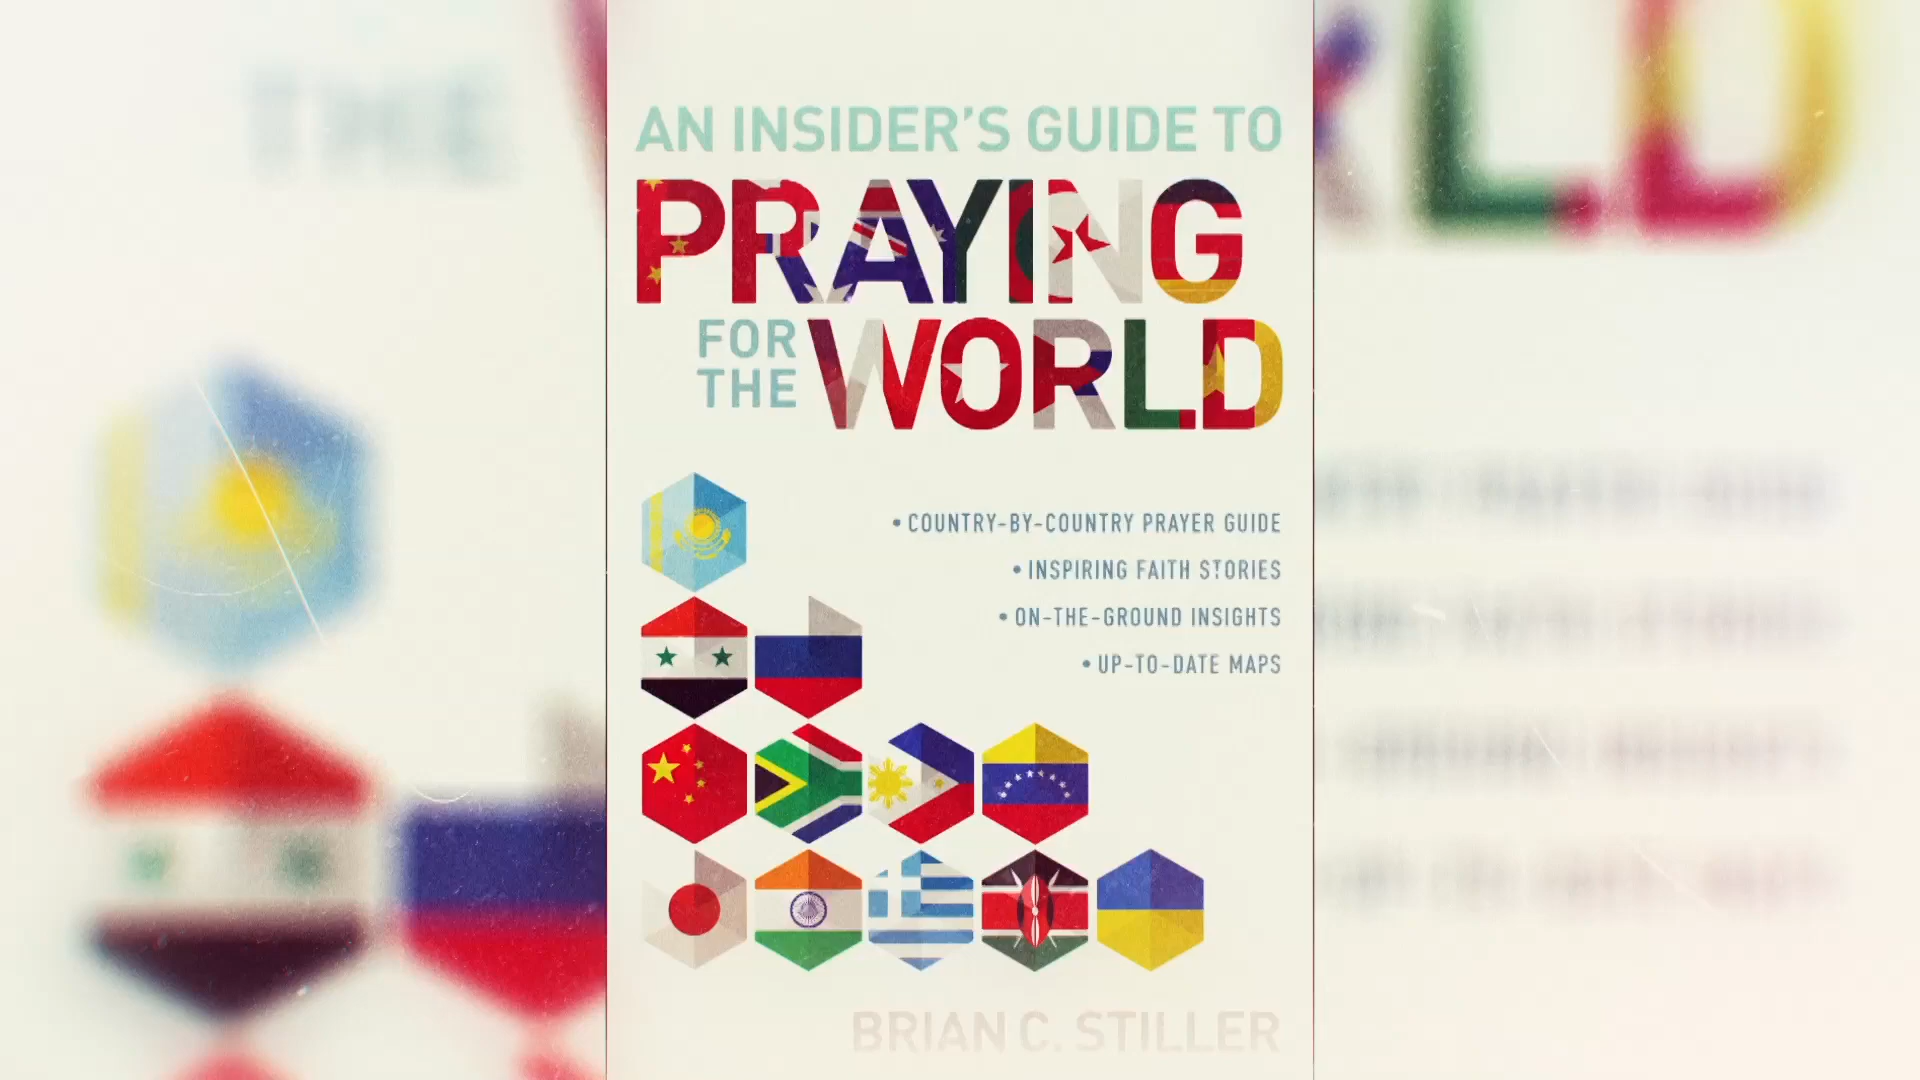 AN INSIDER'S GUIDE TO
PRAYING
FOR THE WORLD
• COUNTRY-BY-COUNTRY PRAYER GUIDE
• INSPIRING FAITH STORIES
• ON-THE-GROUND INSIGHTS
• UP-TO-DATE MAPS
BRIAN C. STILLER